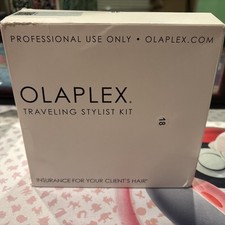 PROFESSIONAL USE ONLY • OLAPLEX.COM
OLAPLEX.
TRAVELING STYLIST KIT
18
INSURANCE FOR YOUR CLIENT'S HAIR*